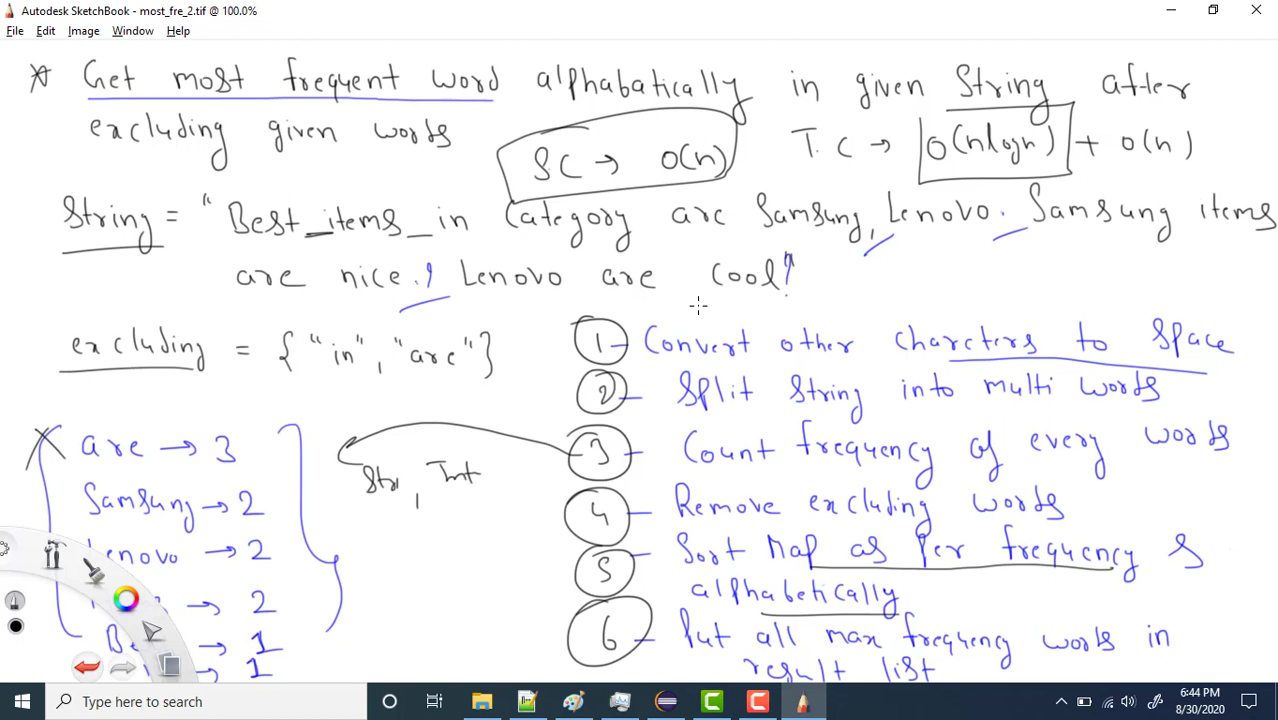 Autodesk SketchBook - most_fre_2.tif @ 100.0%
File Edit Image Window Help
* Get most frequent word alphabatically in given String after
excluding given words
SC → O(n)
T.C → O(nlogn) + O(n)
String = "Best_items_in Category are Samsung, Lenovo. Samsung items
are nice.! Lenovo are cool!"
excluding = {"in", "are"}
1 - Convert other charcters to Space
2 - Split String into multi words
3 - Count frequency of every words
4 - Remove excluding words
5 - Sort Map as Per frequency &
alphabetically
6 - Put all max frequency words in
result list
are → 3
Str, Int
Samsung → 2
Lenovo → 2
→ 2
→ 1
→ 1
Type here to search
6:44 PM
8/30/2020